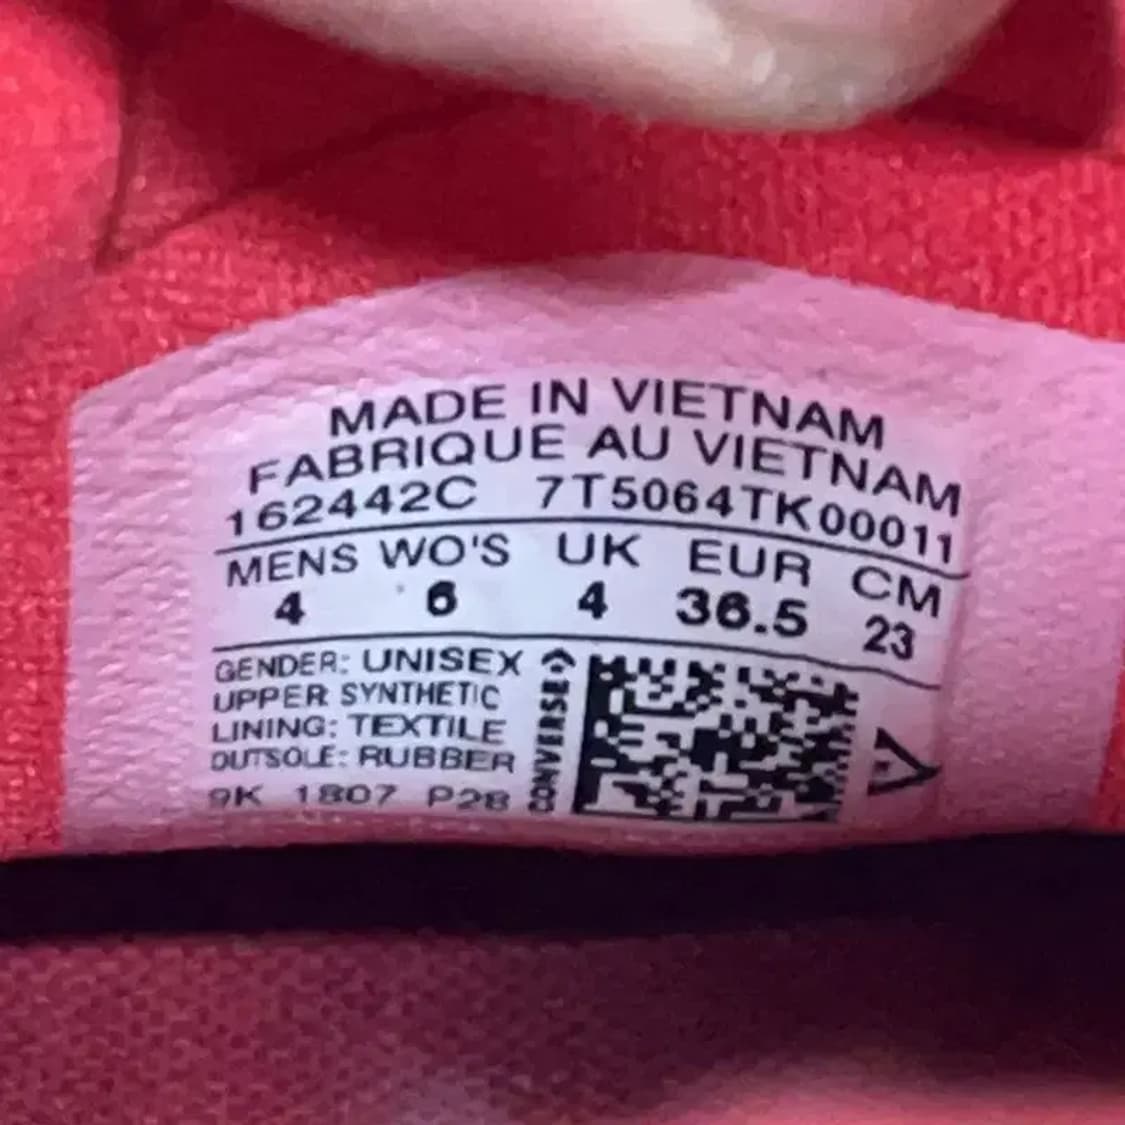 MADE IN VIETNAM
FABRIQUE AU VIETNAM
162442C 7T5064TK00011
MENS WO'S UK EUR CM
4 6 4 36.5 23
GENDER: UNISEX
UPPER SYNTHETIC
LINING: TEXTILE
OUTSOLE: RUBBER
9K 1807 P28
CONVERSE
V